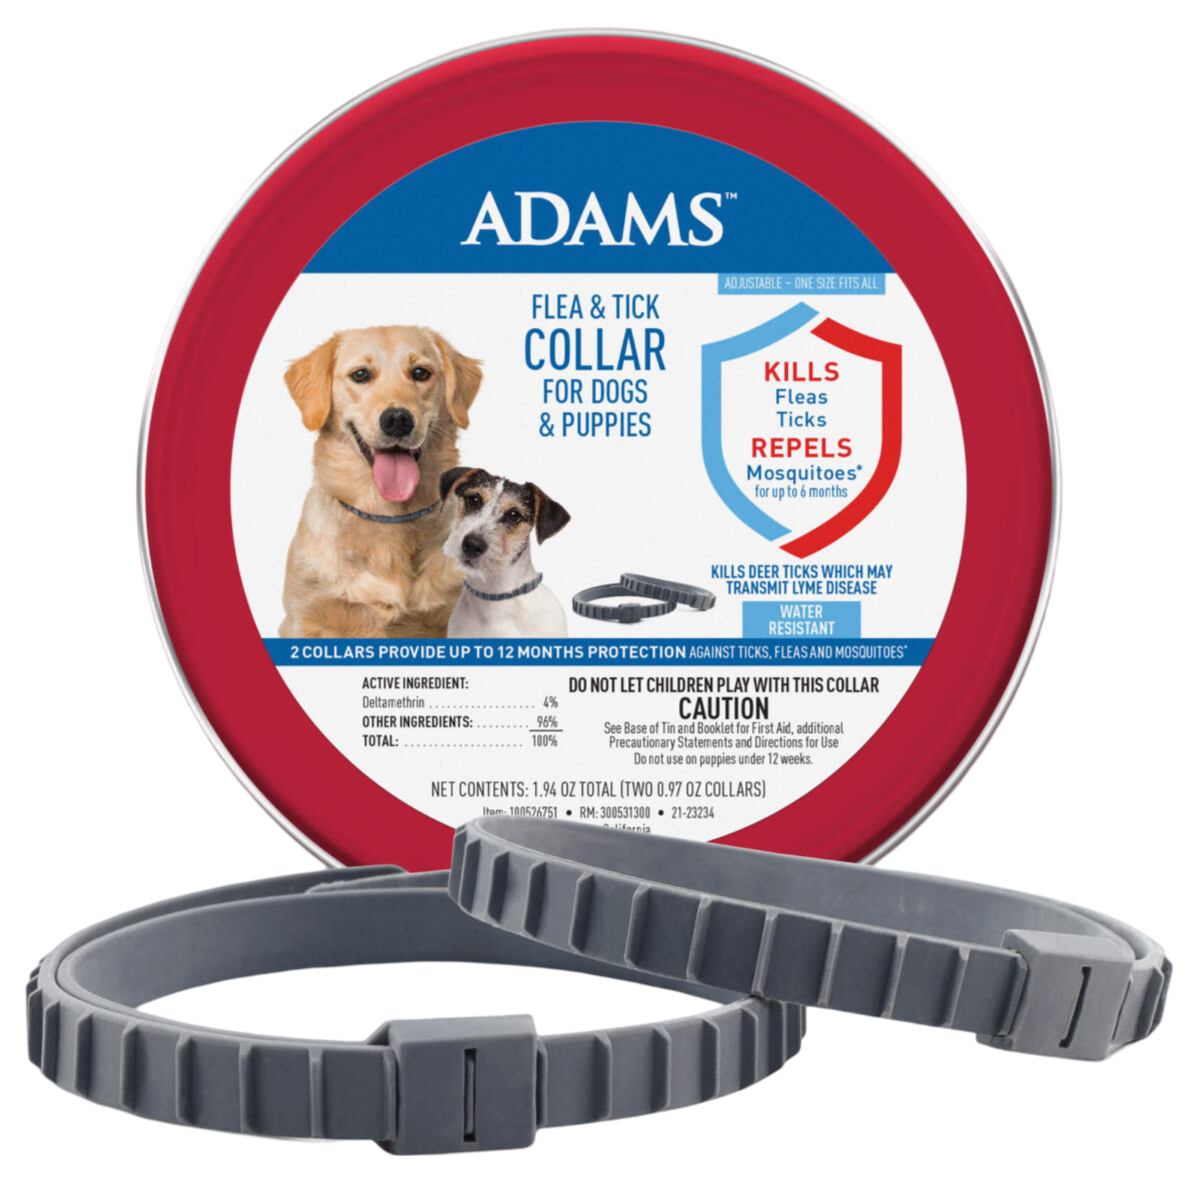 ADAMS™
ADJUSTABLE – ONE SIZE FITS ALL
FLEA & TICK
COLLAR
FOR DOGS
& PUPPIES
KILLS
Fleas
Ticks
REPELS
Mosquitoes*
for up to 6 months
KILLS DEER TICKS WHICH MAY
TRANSMIT LYME DISEASE
WATER
RESISTANT
2 COLLARS PROVIDE UP TO 12 MONTHS PROTECTION AGAINST TICKS, FLEAS AND MOSQUITOES*
ACTIVE INGREDIENT:
Deltamethrin .................. 4%
OTHER INGREDIENTS: ......... 96%
TOTAL: .................... 100%
DO NOT LET CHILDREN PLAY WITH THIS COLLAR
CAUTION
See Base of Tin and Booklet for First Aid, additional
Precautionary Statements and Directions for Use
Do not use on puppies under 12 weeks.
NET CONTENTS: 1.94 OZ TOTAL (TWO 0.97 OZ COLLARS)
Item: 100526751 • RM: 300531300 • 21-23234
California